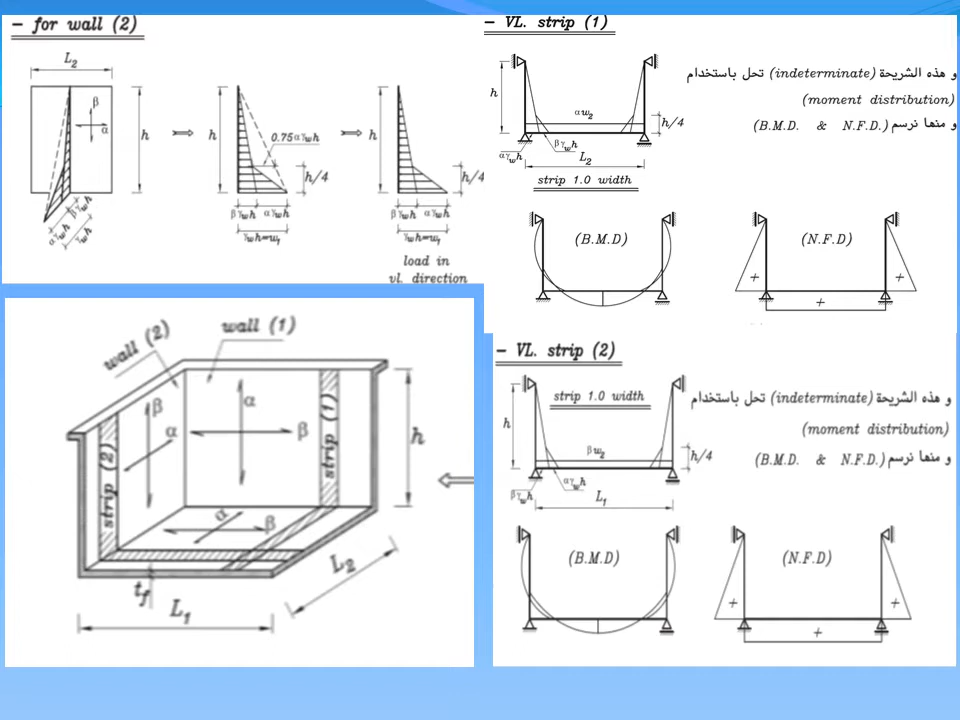 – for wall (2)
L₂
β
α
h
βγwh
αγwh
γwh
h
0.75αγwh
h/4
βγwh αγwh
γwh=w₁
h
h/4
βγwh αγwh
γwh=w₁
load in
vl. direction
– VL. strip (1)
h
αw₂
h/4
αγwh
βγwh
L₂
strip 1.0 width
و هذه الشريحة (indeterminate) تحل باستخدام
(moment distribution)
و منها نرسم (B.M.D. & N.F.D.)
(B.M.D)
(N.F.D)
+
+
+
wall (2)
wall (1)
β
α
α
β
strip (1)
strip (2)
h
α
β
tf
L₁
L₂
– VL. strip (2)
strip 1.0 width
h
βw₂
h/4
βγwh
αγwh
L₁
و هذه الشريحة (indeterminate) تحل باستخدام
(moment distribution)
و منها نرسم (B.M.D. & N.F.D.)
(B.M.D)
(N.F.D)
+
+
+